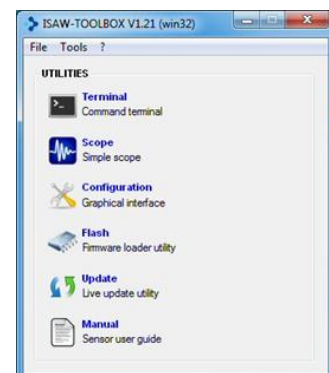 ISAW-TOOLBOX V1.21 (win32)
File Tools ?
UTILITIES
Terminal
Command terminal
Scope
Simple scope
Configuration
Graphical interface
Flash
Firmware loader utility
Update
Live update utility
Manual
Sensor user guide